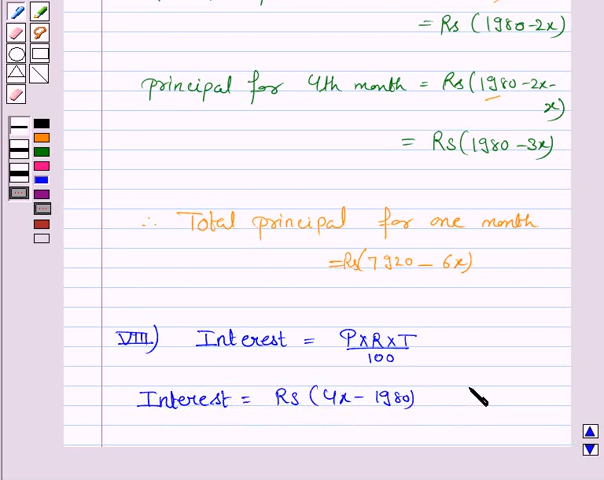 = Rs (1980-2x)
principal for 4th month = Rs(1980-2x-
x)
= Rs(1980-3x)
∴ Total principal for one month
=Rs(7920-6x)
VIII) Interest = P×R×T
100
Interest = Rs (4x-1980)